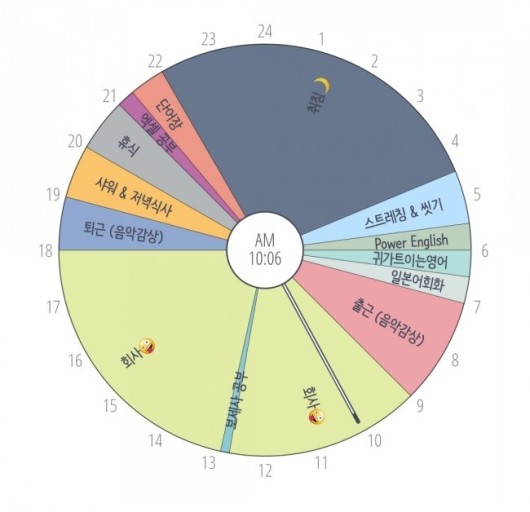 24
1
2
3
4
5
6
7
8
9
10
11
12
13
14
15
16
17
18
19
20
21
22
23
취침
스트레칭 & 씻기
Power English
귀가트이는영어
일본어회화
출근 (음악감상)
회사
보세사 공부
회사
퇴근 (음악감상)
샤워 & 저녁식사
휴식
엑셀 공부
단어장
AM
10:06